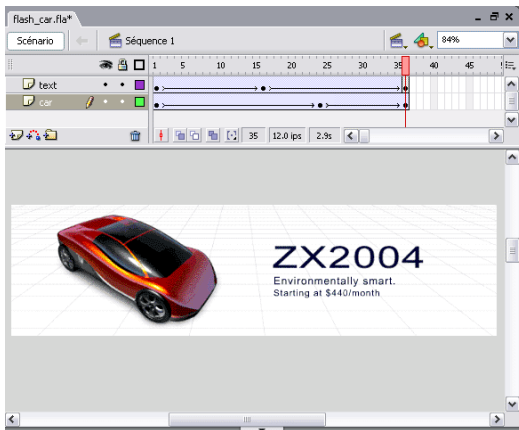 flash_car.fla*
Scénario Séquence 1 84%
1 5 10 15 20 25 30 35 40 45
text
car
35 12.0 ips 2.9s
ZX2004
Environmentally smart.
Starting at $440/month